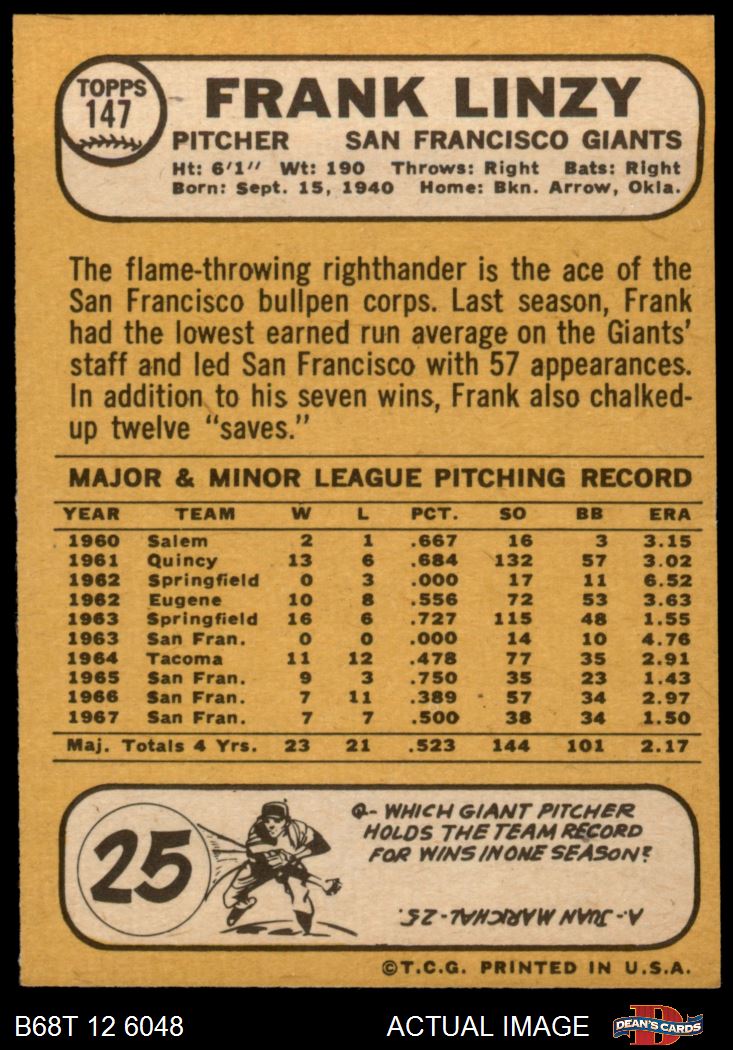 TOPPS
147
FRANK LINZY
PITCHER SAN FRANCISCO GIANTS
Ht: 6'1" Wt: 190 Throws: Right Bats: Right
Born: Sept. 15, 1940 Home: Bkn. Arrow, Okla.
The flame-throwing righthander is the ace of the
San Francisco bullpen corps. Last season, Frank
had the lowest earned run average on the Giants'
staff and led San Francisco with 57 appearances.
In addition to his seven wins, Frank also chalked-
up twelve "saves."
MAJOR & MINOR LEAGUE PITCHING RECORD
YEAR TEAM W L PCT. SO BB ERA
1960 Salem 2 1 .667 16 3 3.15
1961 Quincy 13 6 .684 132 57 3.02
1962 Springfield 0 3 .000 17 11 6.52
1962 Eugene 10 8 .556 72 53 3.63
1963 Springfield 16 6 .727 115 48 1.55
1963 San Fran. 0 0 .000 14 10 4.76
1964 Tacoma 11 12 .478 77 35 2.91
1965 San Fran. 9 3 .750 35 23 1.43
1966 San Fran. 7 11 .389 57 34 2.97
1967 San Fran. 7 7 .500 38 34 1.50
Maj. Totals 4 Yrs. 23 21 .523 144 101 2.17
25
Q- WHICH GIANT PITCHER
HOLDS THE TEAM RECORD
FOR WINS IN ONE SEASON?
A- JUAN MARICHAL - 25.
©T.C.G. PRINTED IN U.S.A.
B68T 12 6048 ACTUAL IMAGE
D
DEAN'S CARDS